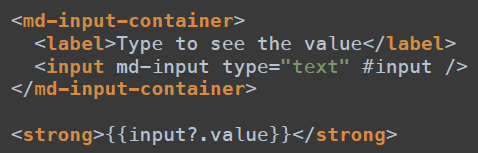 <md-input-container>
<label>Type to see the value</label>
<input md-input type="text" #input />
</md-input-container>
<strong>{{input?.value}}</strong>